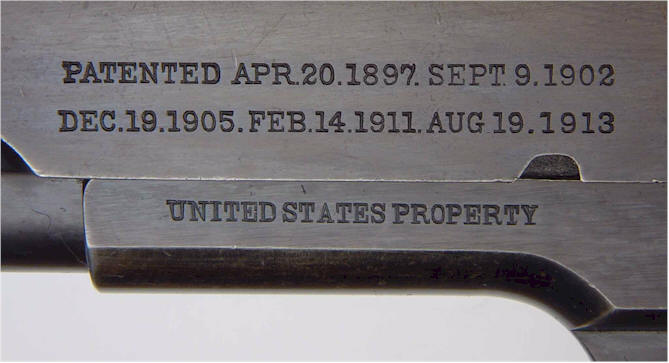 PATENTED APR.20.1897. SEPT. 9.1902
DEC.19.1905. FEB.14.1911. AUG 19.1913
UNITED STATES PROPERTY